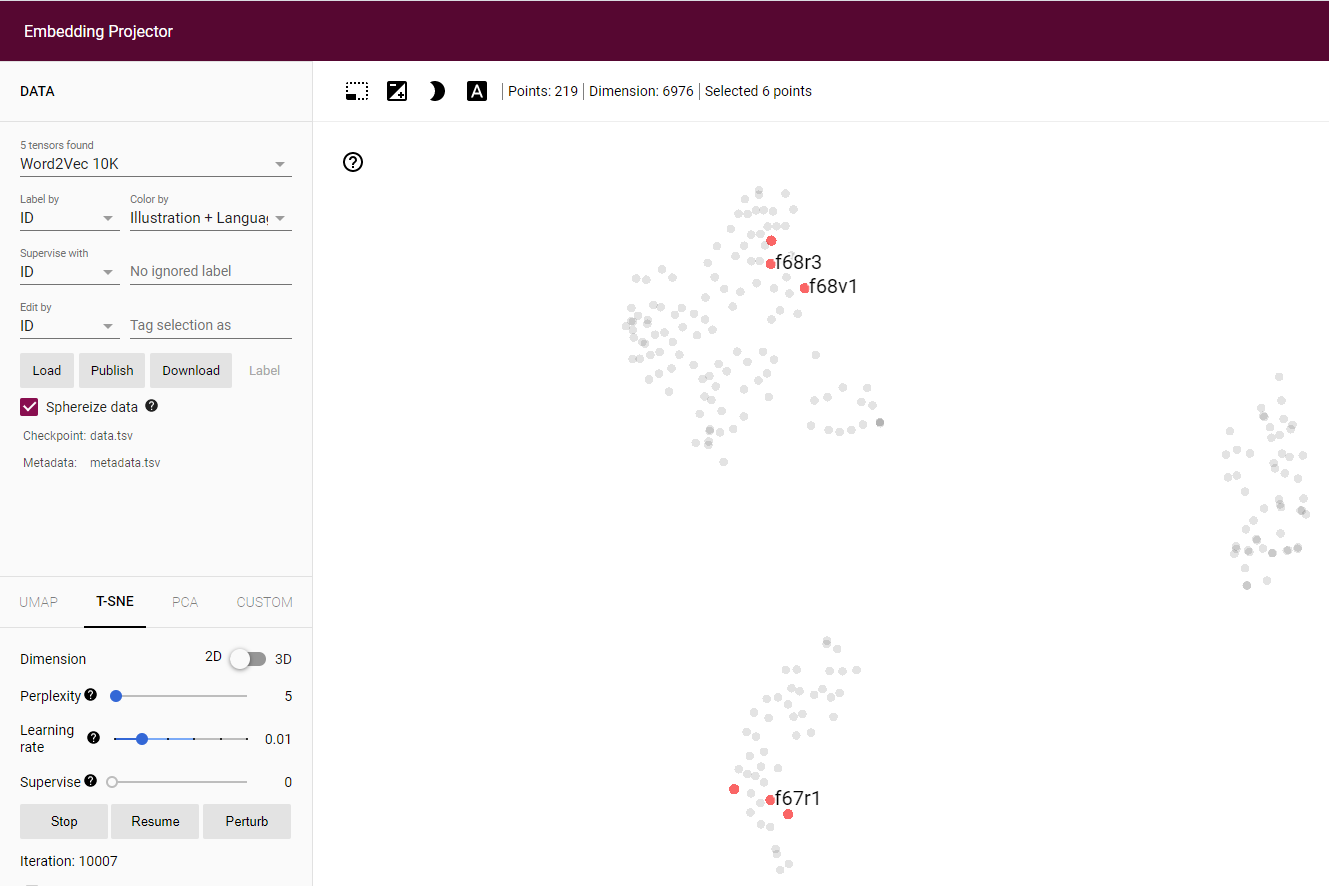 Embedding Projector
DATA
5 tensors found
Word2Vec 10K
Label by Color by
ID Illustration + Langua
Supervise with
ID No ignored label
Edit by
ID Tag selection as
Load Publish Download Label
Sphereize data ?
Checkpoint: data.tsv
Metadata: metadata.tsv
UMAP T-SNE PCA CUSTOM
Dimension 2D 3D
Perplexity ? 5
Learning rate ? 0.01
Supervise ? 0
Stop Resume Perturb
Iteration: 10007
A | Points: 219 | Dimension: 6976 | Selected 6 points
?
f68r3
f68v1
f67r1